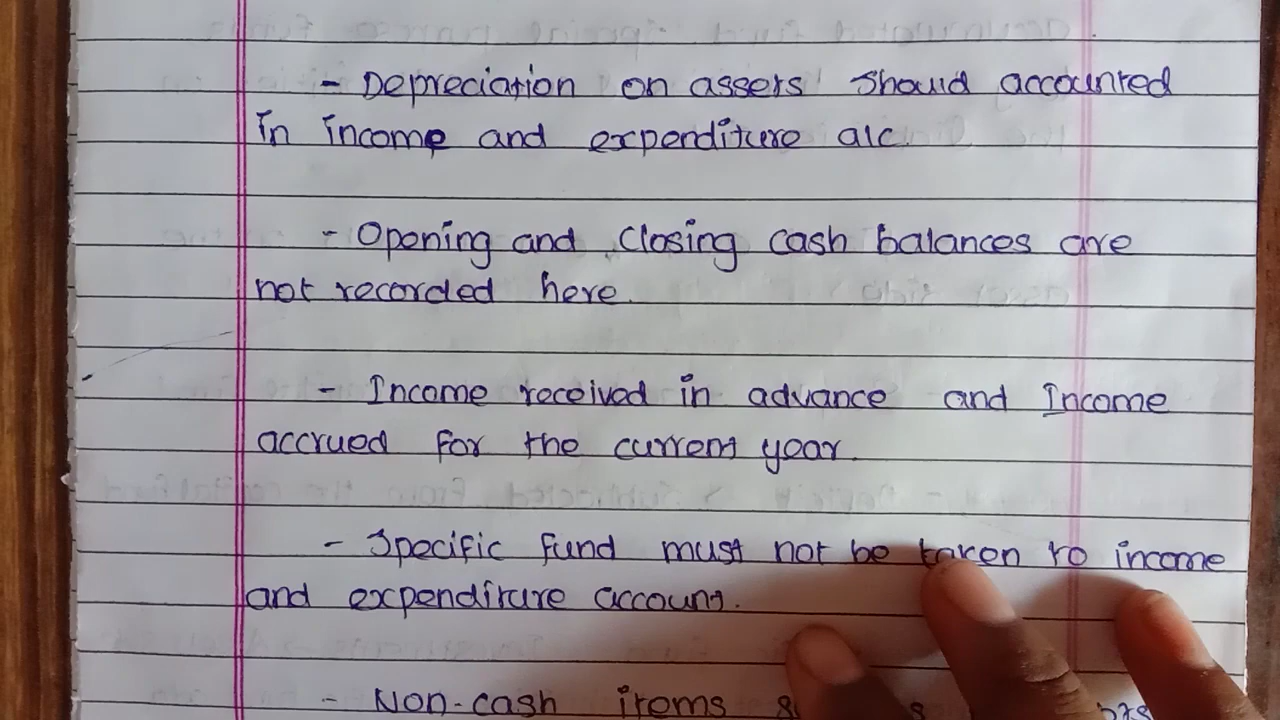 - Depreciation on assets should accounted
in income and expenditure a/c.
- Opening and closing cash balances are
not recorded here.
- Income received in advance and Income
accrued for the current year.
- Specific fund must not be taken to income
and expenditure account.
- Non-cash items